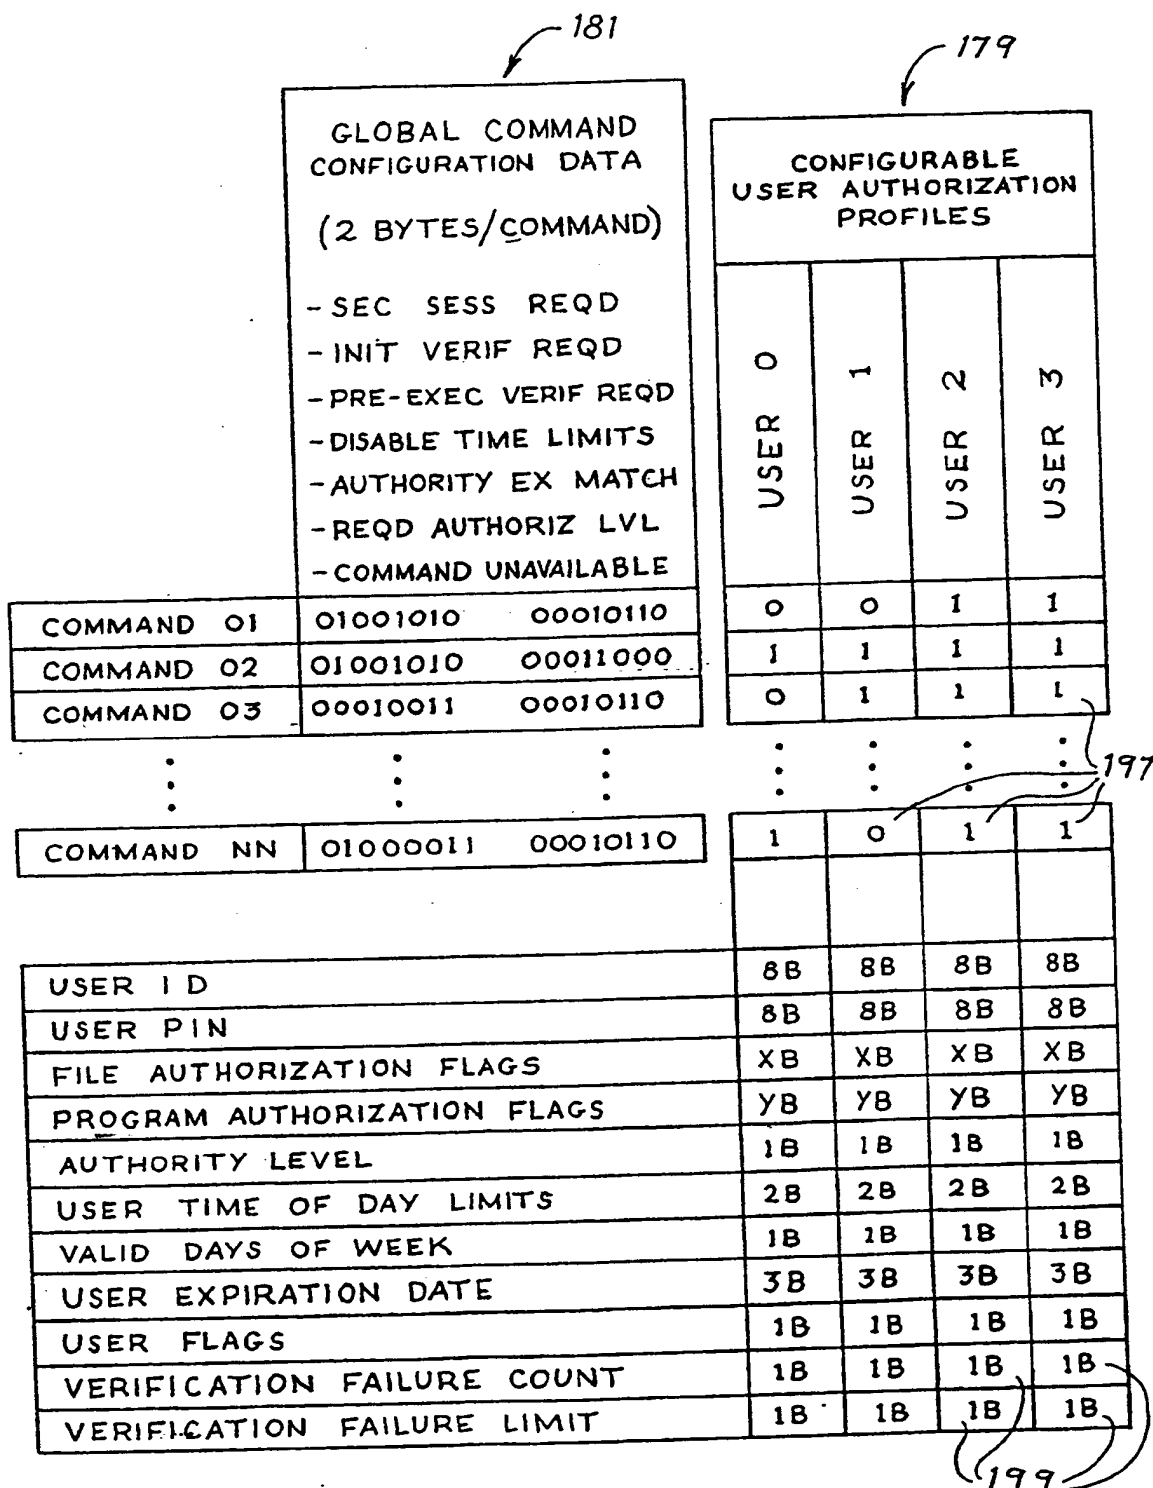 181
179
GLOBAL COMMAND
CONFIGURATION DATA
(2 BYTES/COMMAND)
- SEC SESS REQD
- INIT VERIF REQD
- PRE-EXEC VERIF REQD
- DISABLE TIME LIMITS
- AUTHORITY EX MATCH
- REQD AUTHORIZ LVL
- COMMAND UNAVAILABLE
CONFIGURABLE
USER AUTHORIZATION
PROFILES
USER 0
USER 1
USER 2
USER 3
COMMAND 01 01001010 00010110 0 0 1 1
COMMAND 02 01001010 00011000 1 1 1 1
COMMAND 03 00010011 00010110 0 1 1 1
197
COMMAND NN 01000011 00010110 1 0 1 1
USER ID 8B 8B 8B 8B
USER PIN 8B 8B 8B 8B
FILE AUTHORIZATION FLAGS XB XB XB XB
PROGRAM AUTHORIZATION FLAGS YB YB YB YB
AUTHORITY LEVEL 1B 1B 1B 1B
USER TIME OF DAY LIMITS 2B 2B 2B 2B
VALID DAYS OF WEEK 1B 1B 1B 1B
USER EXPIRATION DATE 3B 3B 3B 3B
USER FLAGS 1B 1B 1B 1B
VERIFICATION FAILURE COUNT 1B 1B 1B 1B
VERIFICATION FAILURE LIMIT 1B 1B 1B 1B
199